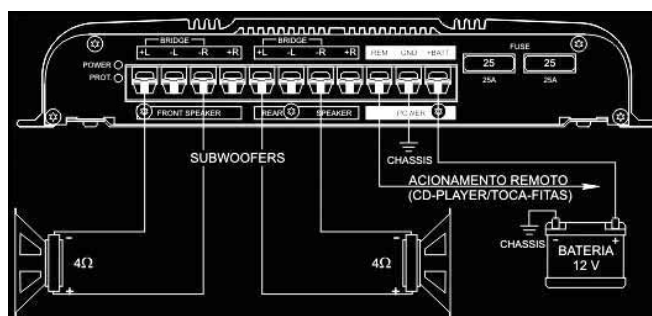 BRIDGE BRIDGE
+L -L -R +R +L -L -R +R REM GND +BATT FUSE
POWER
PROT.
25 25
25A 25A
FRONT SPEAKER REAR SPEAKER POWER
SUBWOOFERS
CHASSIS
ACIONAMENTO REMOTO
(CD-PLAYER/TOCA-FITAS)
- -
4Ω 4Ω
+ +
CHASSIS
- +
BATERIA
12 V